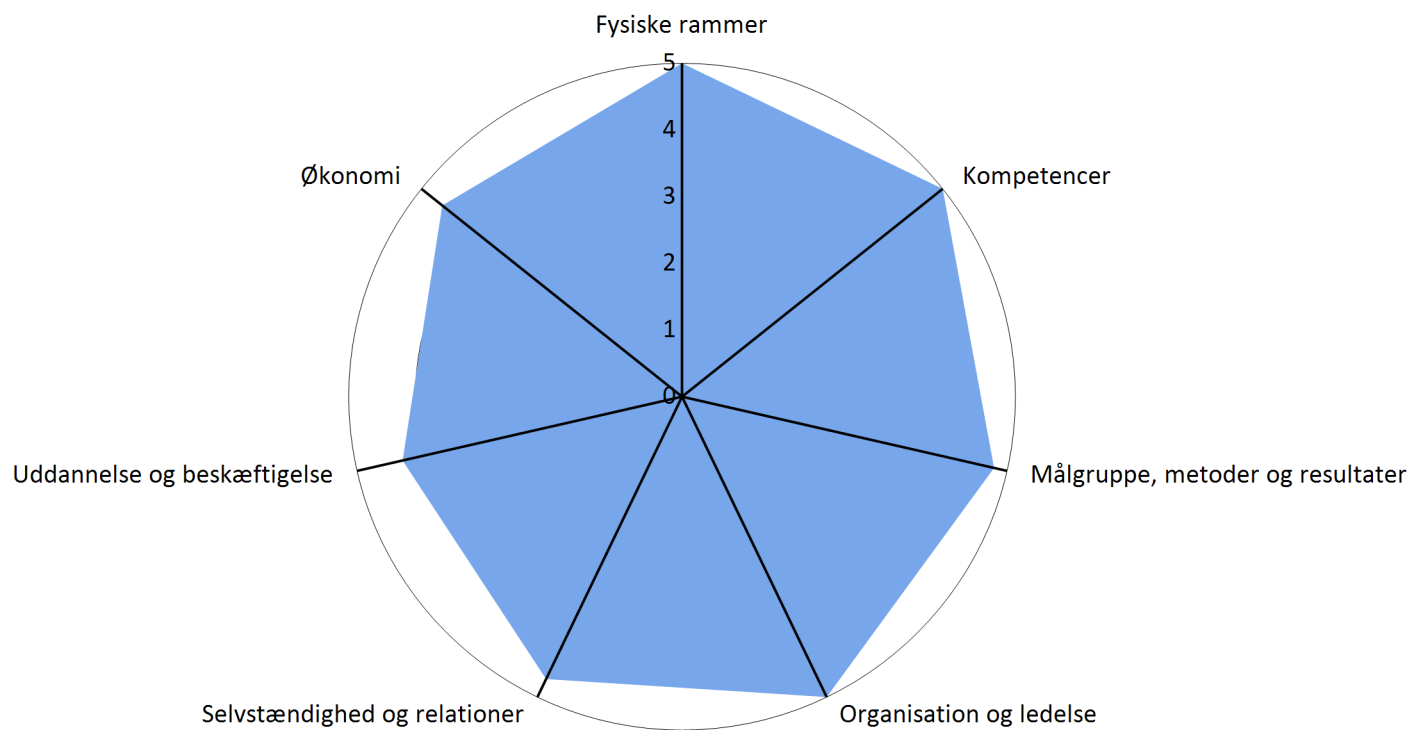 Fysiske rammer
5
4
Økonomi
Kompetencer
3
2
1
0
Uddannelse og beskæftigelse
Målgruppe, metoder og resultater
Selvstændighed og relationer
Organisation og ledelse